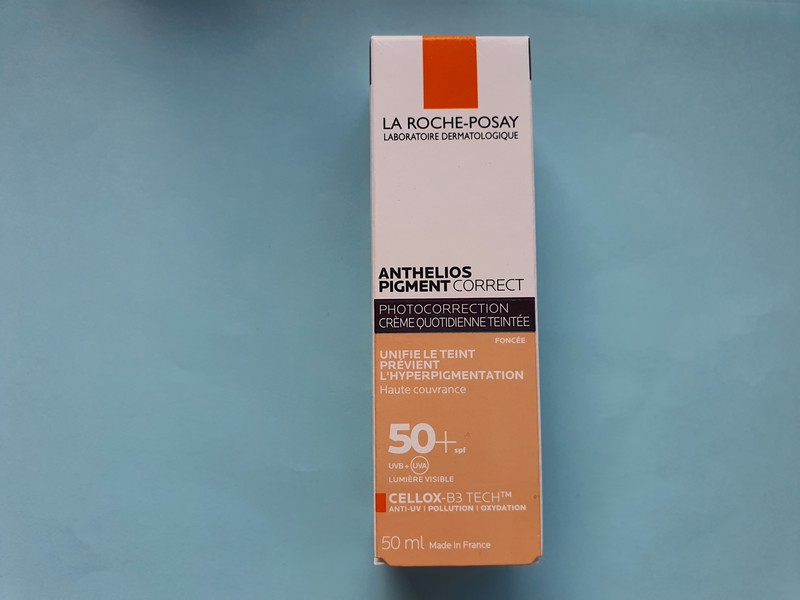 LA ROCHE-POSAY
LABORATOIRE DERMATOLOGIQUE
ANTHELIOS
PIGMENT CORRECT
PHOTOCORRECTION
CRÈME QUOTIDIENNE TEINTÉE
FONCÉE
UNIFIE LE TEINT
PRÉVIENT
L'HYPERPIGMENTATION
Haute couvrance
50+ spf
UVB+ UVA
LUMIÈRE VISIBLE
CELLOX-B3 TECH™
ANTI-UV | POLLUTION | OXYDATION
50 ml Made in France